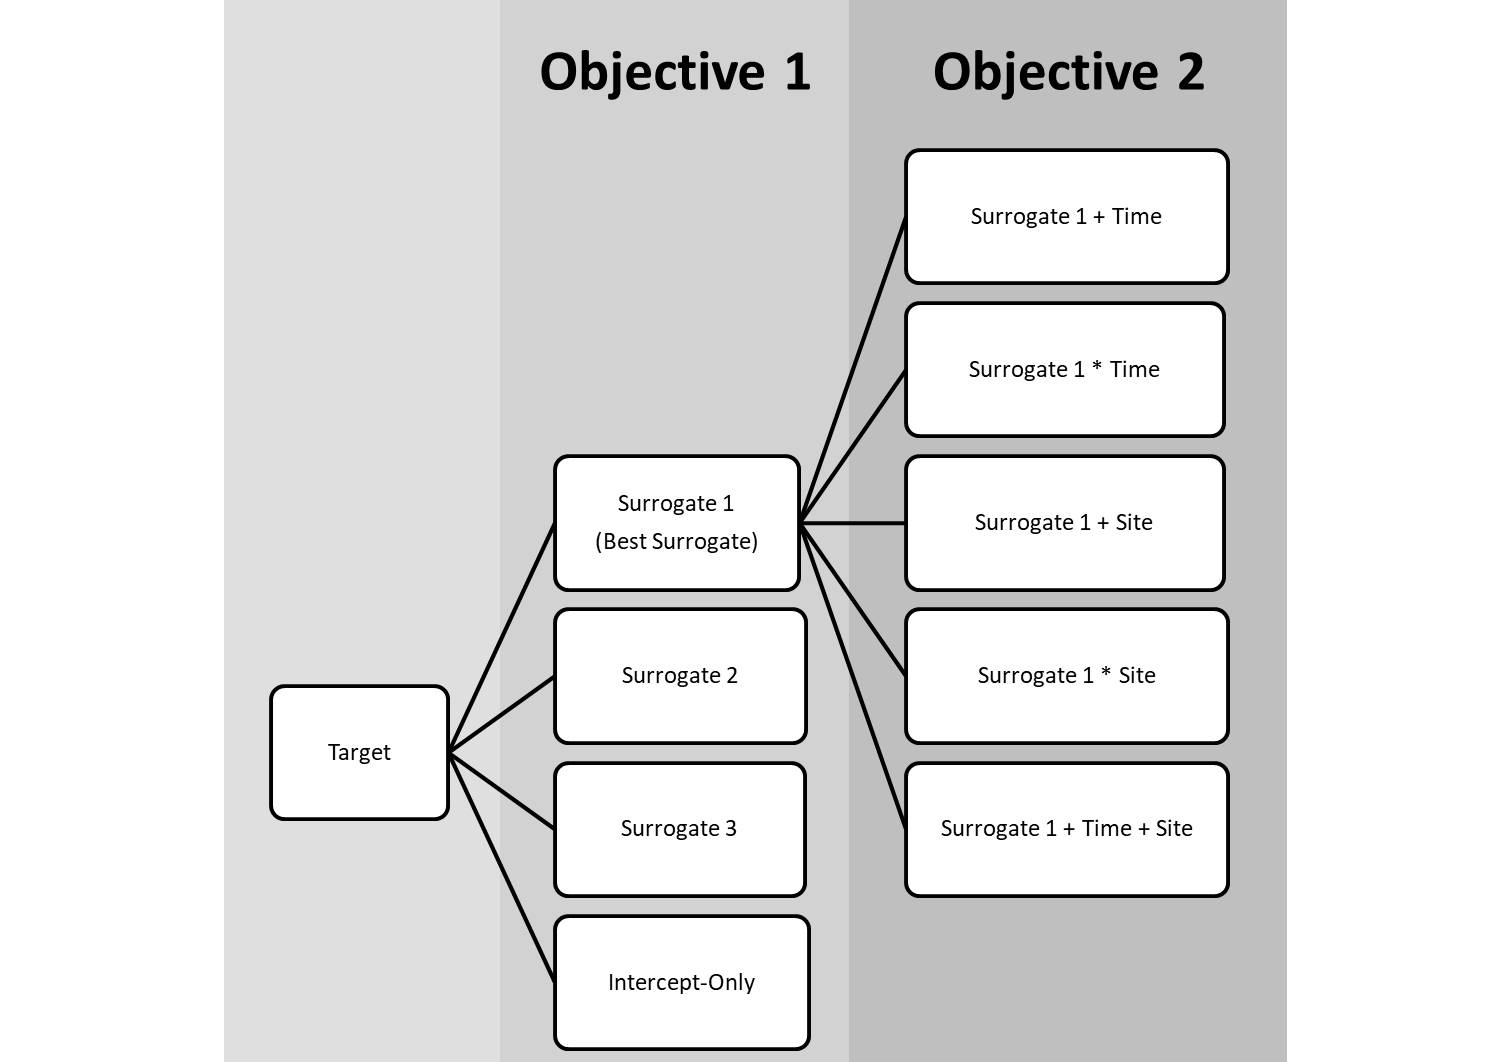 Objective 1
Objective 2
Surrogate 1 + Time
Surrogate 1 * Time
Surrogate 1
(Best Surrogate)
Surrogate 1 + Site
Surrogate 2
Surrogate 1 * Site
Target
Surrogate 3
Surrogate 1 + Time + Site
Intercept-Only